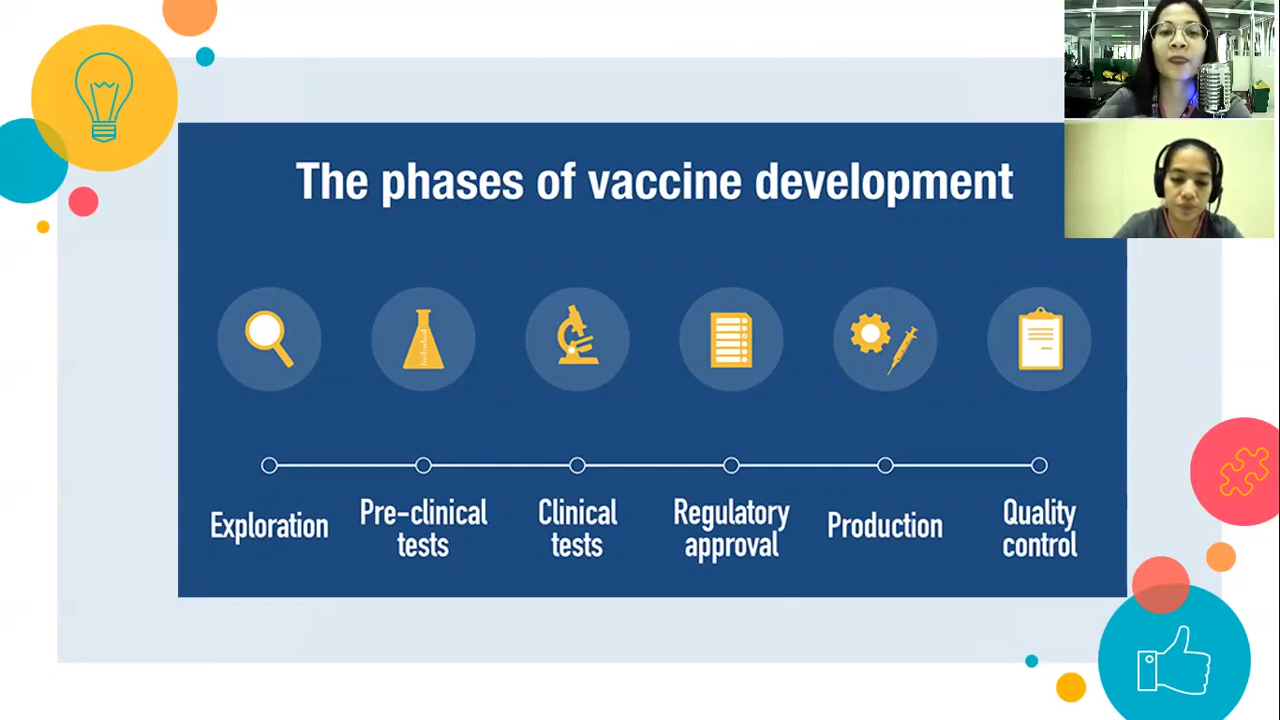 The phases of vaccine development
Exploration
Pre-clinical
tests
Clinical
tests
Regulatory
approval
Production
Quality
control